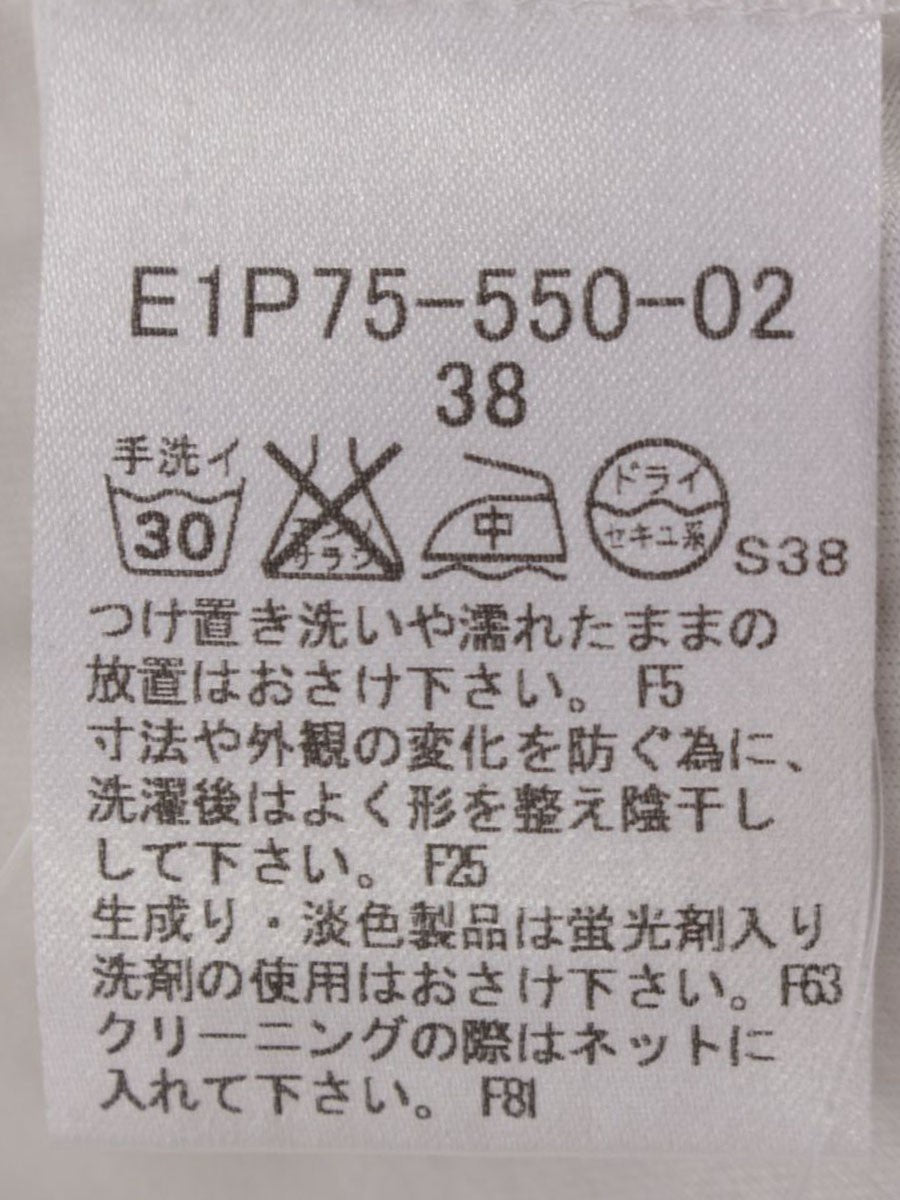 E1P75-550-02
38
手洗イ
30
エンソ
サラシ
中
ドライ
セキユ系
S38
つけ置き洗いや濡れたままの
放置はおさけ下さい。 F5
寸法や外観の変化を防ぐ為に、
洗濯後はよく形を整え陰干し
して下さい。 F25
生成り・淡色製品は蛍光剤入り
洗剤の使用はおさけ下さい。F63
クリーニングの際はネットに
入れて下さい。 F81